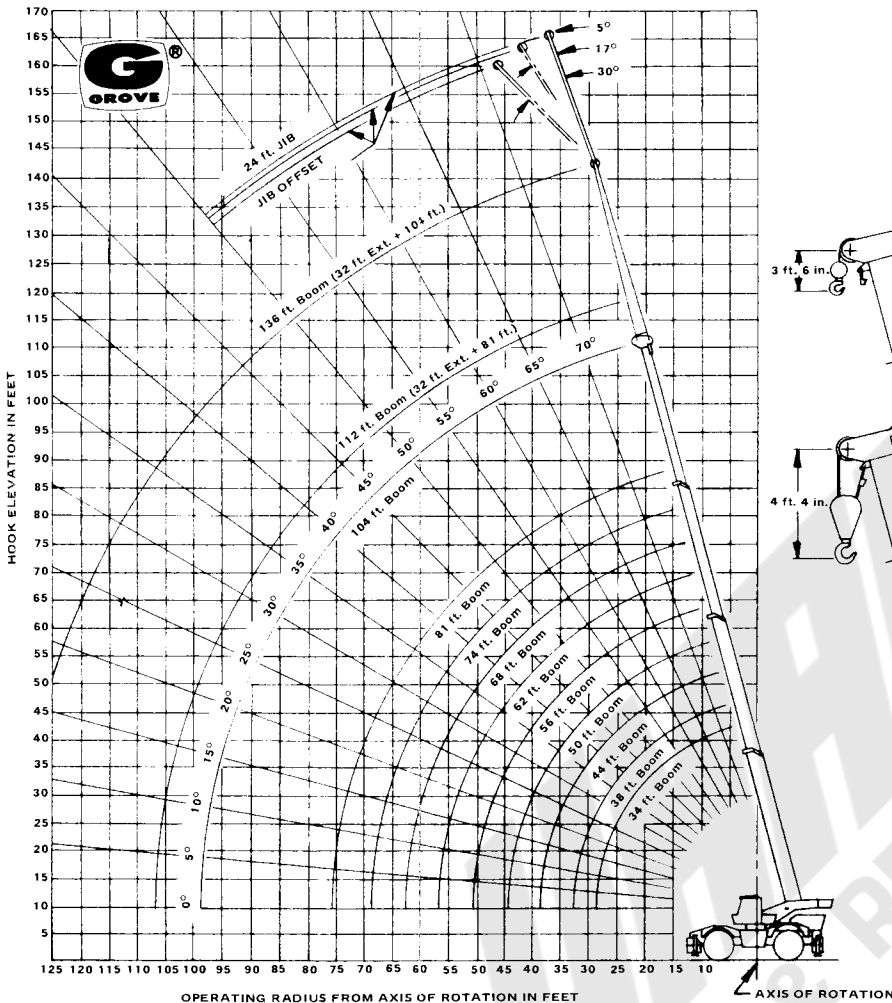 170
165
160
155
150
145
140
135
130
125
120
115
110
105
100
95
90
85
80
75
70
65
60
55
50
45
40
35
30
25
20
15
10
5
HOOK ELEVATION IN FEET
G ®
GROVE
5°
17°
30°
24 ft. JIB
JIB OFFSET
136 ft. Boom (32 ft. Ext. + 104 ft.)
112 ft. Boom (32 ft. Ext. + 81 ft.)
70°
65°
60°
55°
50°
45°
40°
35°
30°
25°
20°
15°
10°
5°
0°
104 ft. Boom
81 ft. Boom
74 ft. Boom
68 ft. Boom
62 ft. Boom
56 ft. Boom
50 ft. Boom
44 ft. Boom
38 ft. Boom
34 ft. Boom
3 ft. 6 in.
4 ft. 4 in.
125 120 115 110 105 100 95 90 85 80 75 70 65 60 55 50 45 40 35 30 25 20 15 10
OPERATING RADIUS FROM AXIS OF ROTATION IN FEET
AXIS OF ROTATION